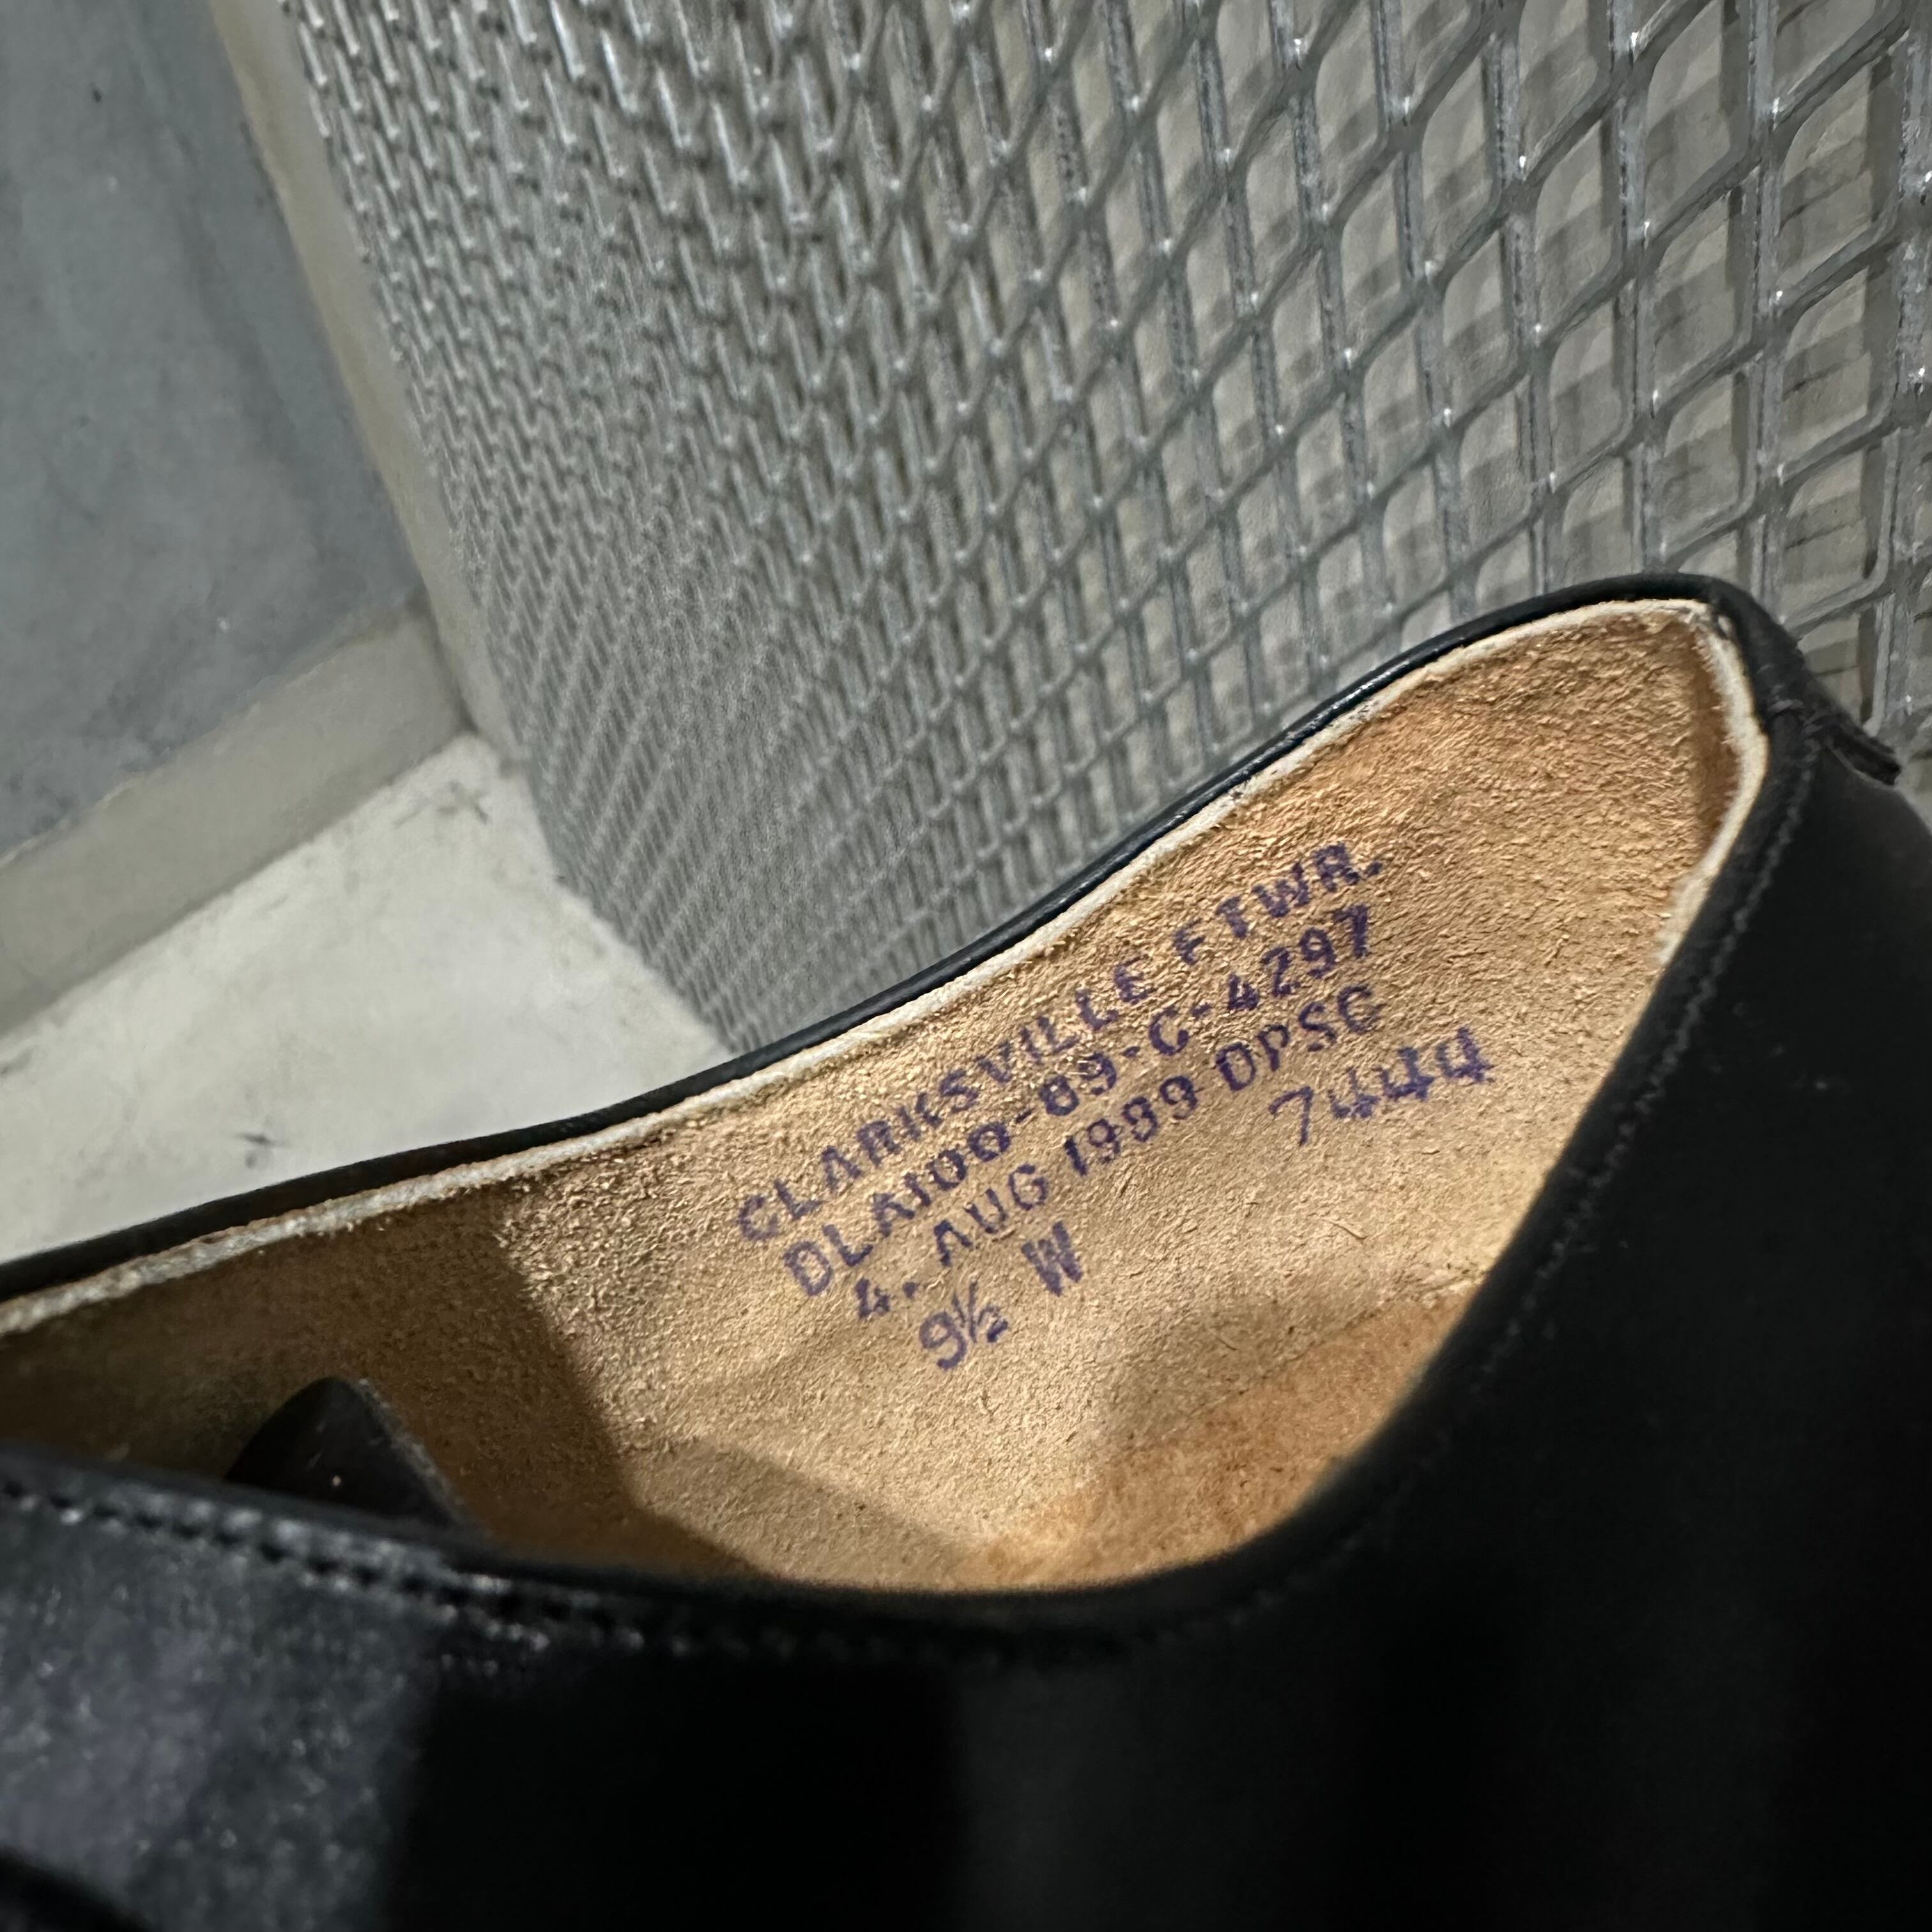 CLARKSVILLE FTWR.
DLA100-89-C-4297
4. AUG 1989 DPSC
7444
9½ W